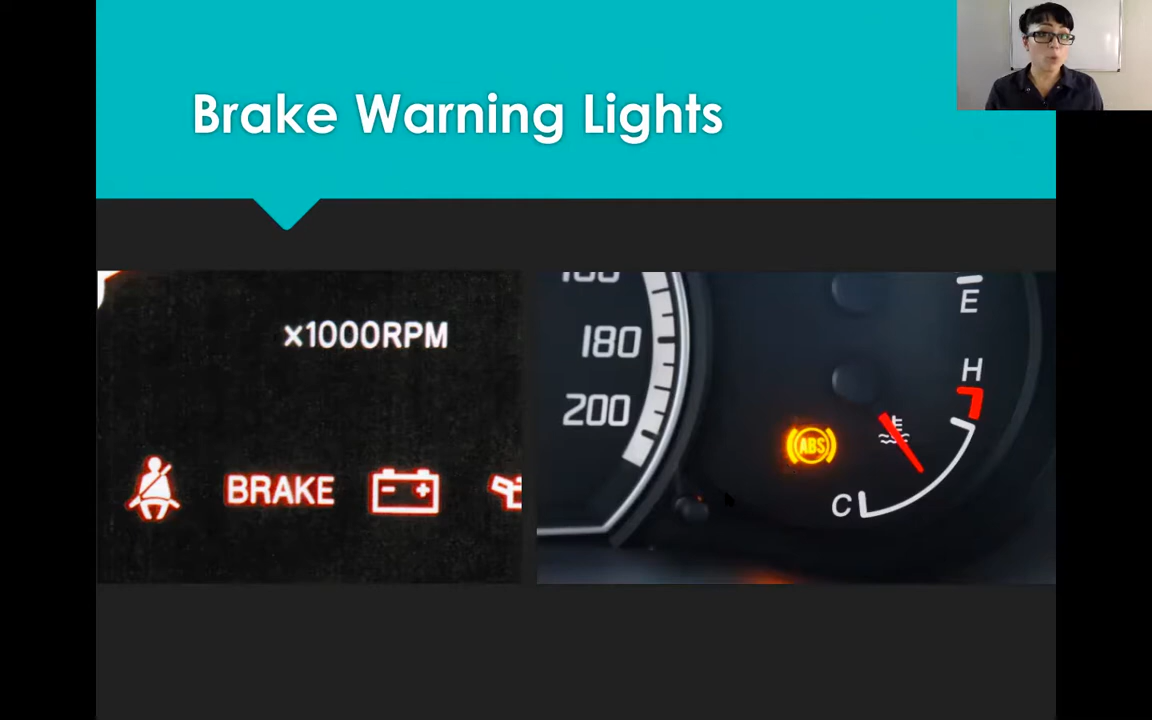 Brake Warning Lights
x1000RPM
BRAKE
180
200
ABS
E
H
C